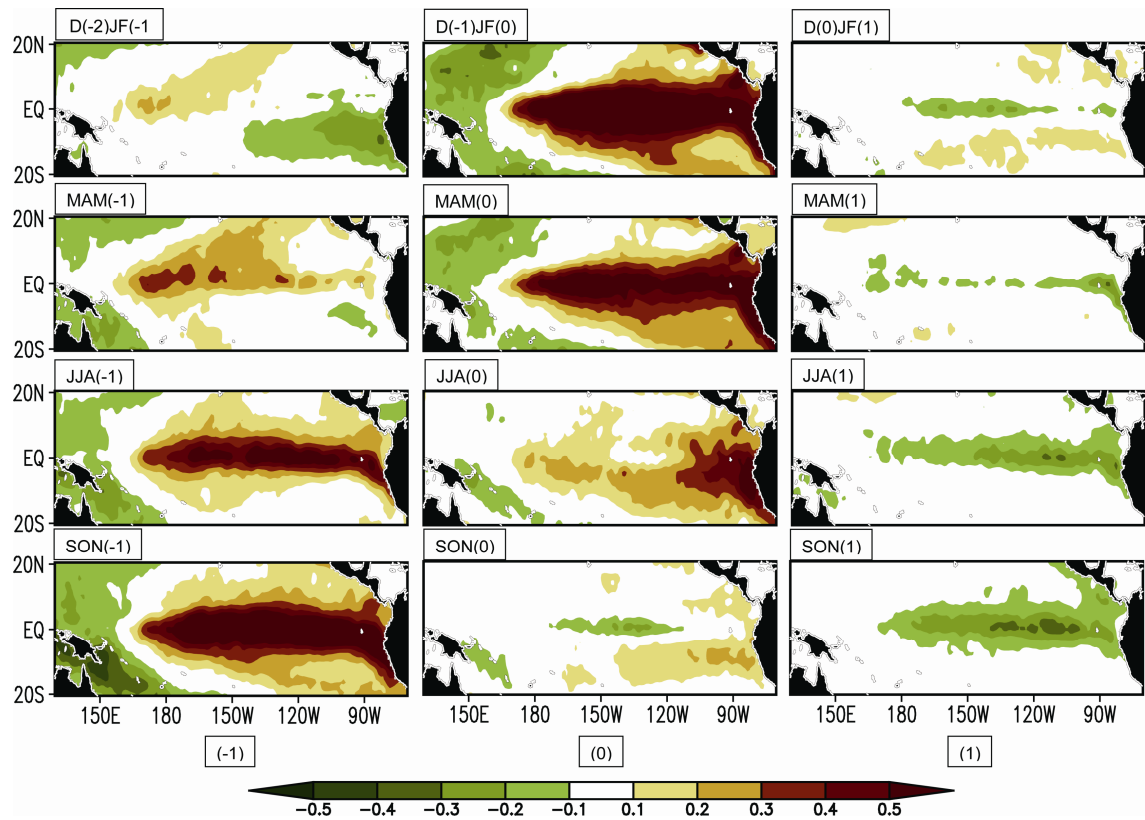 D(-2)JF(-1 D(-1)JF(0) D(0)JF(1)
20N
EQ
20S
MAM(-1) MAM(0) MAM(1)
20N
EQ
20S
JJA(-1) JJA(0) JJA(1)
20N
EQ
20S
SON(-1) SON(0) SON(1)
20N
EQ
20S
150E 180 150W 120W 90W 150E 180 150W 120W 90W 150E 180 150W 120W 90W
(-1) (0) (1)
-0.5 -0.4 -0.3 -0.2 -0.1 0.1 0.2 0.3 0.4 0.5